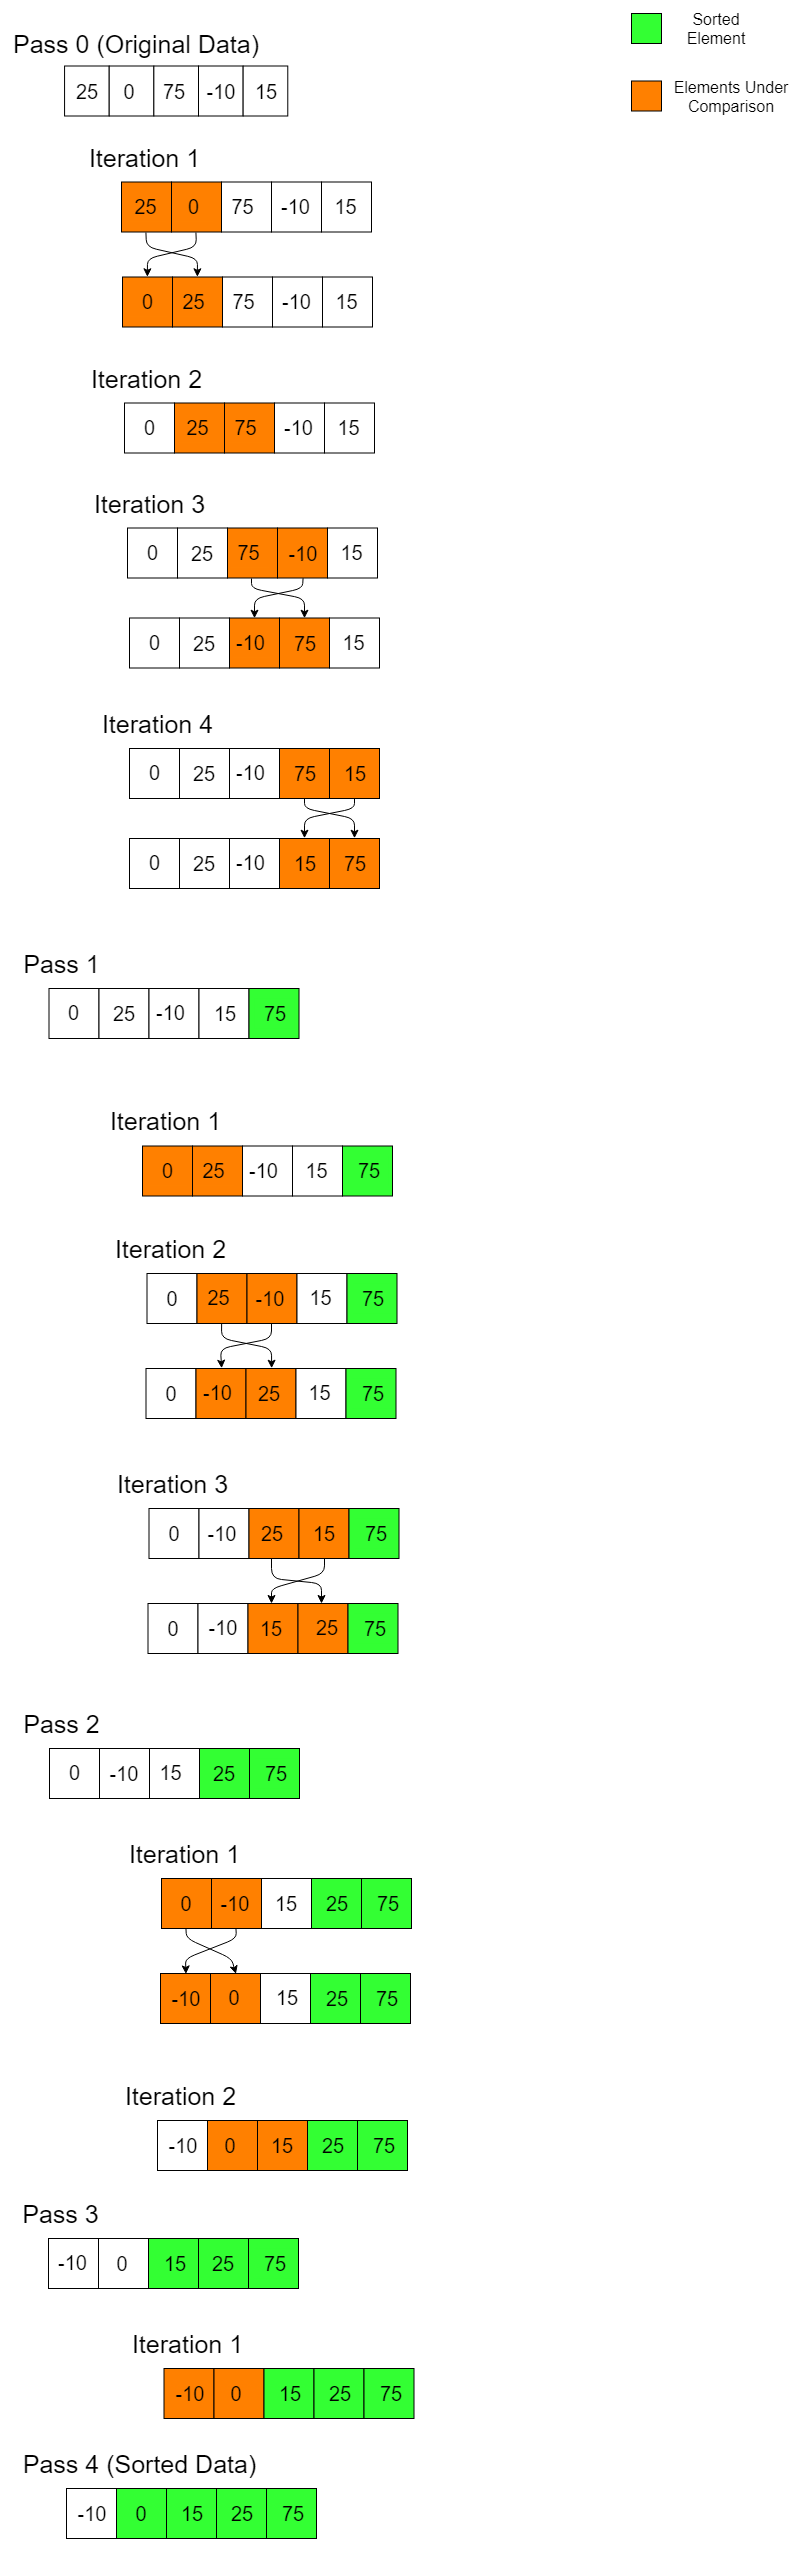 Sorted
Element
Pass 0 (Original Data)
Elements Under
Comparison
25 0 75 -10 15
Iteration 1
25 0 75 -10 15
0 25 75 -10 15
Iteration 2
0 25 75 -10 15
Iteration 3
0 25 75 -10 15
0 25 -10 75 15
Iteration 4
0 25 -10 75 15
0 25 -10 15 75
Pass 1
0 25 -10 15 75
Iteration 1
0 25 -10 15 75
Iteration 2
0 25 -10 15 75
0 -10 25 15 75
Iteration 3
0 -10 25 15 75
0 -10 15 25 75
Pass 2
0 -10 15 25 75
Iteration 1
0 -10 15 25 75
-10 0 15 25 75
Iteration 2
-10 0 15 25 75
Pass 3
-10 0 15 25 75
Iteration 1
-10 0 15 25 75
Pass 4 (Sorted Data)
-10 0 15 25 75